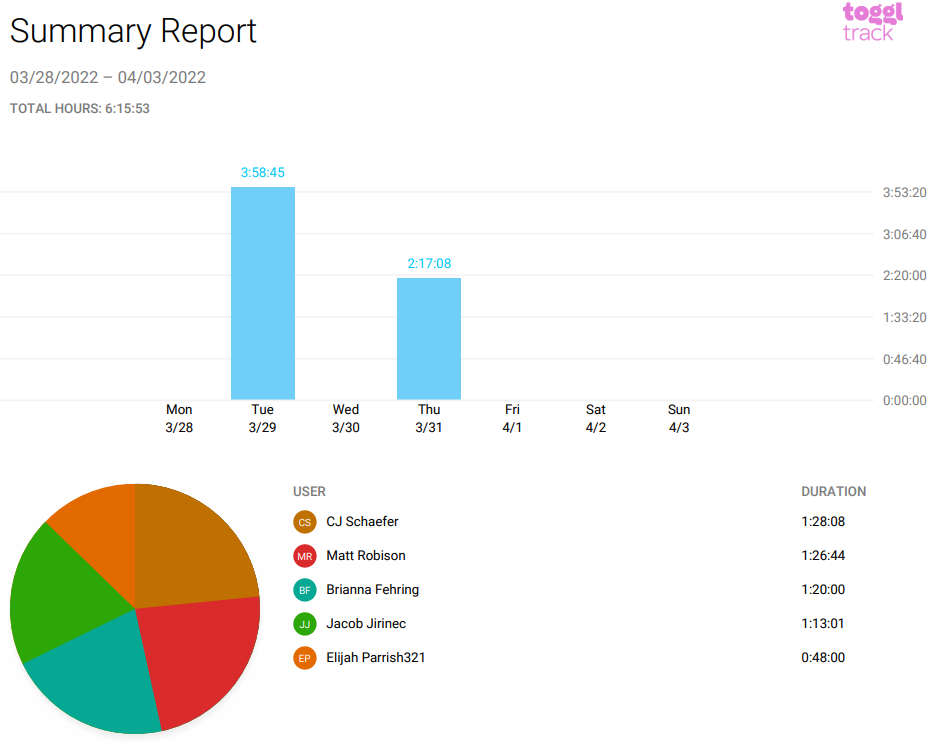 Summary Report
toggl
track
03/28/2022 – 04/03/2022
TOTAL HOURS: 6:15:53
3:58:45
3:53:20
3:06:40
2:17:08
2:20:00
1:33:20
0:46:40
0:00:00
Mon Tue Wed Thu Fri Sat Sun
3/28 3/29 3/30 3/31 4/1 4/2 4/3
USER DURATION
CS CJ Schaefer 1:28:08
MR Matt Robison 1:26:44
BF Brianna Fehring 1:20:00
JJ Jacob Jirinec 1:13:01
EP Elijah Parrish321 0:48:00